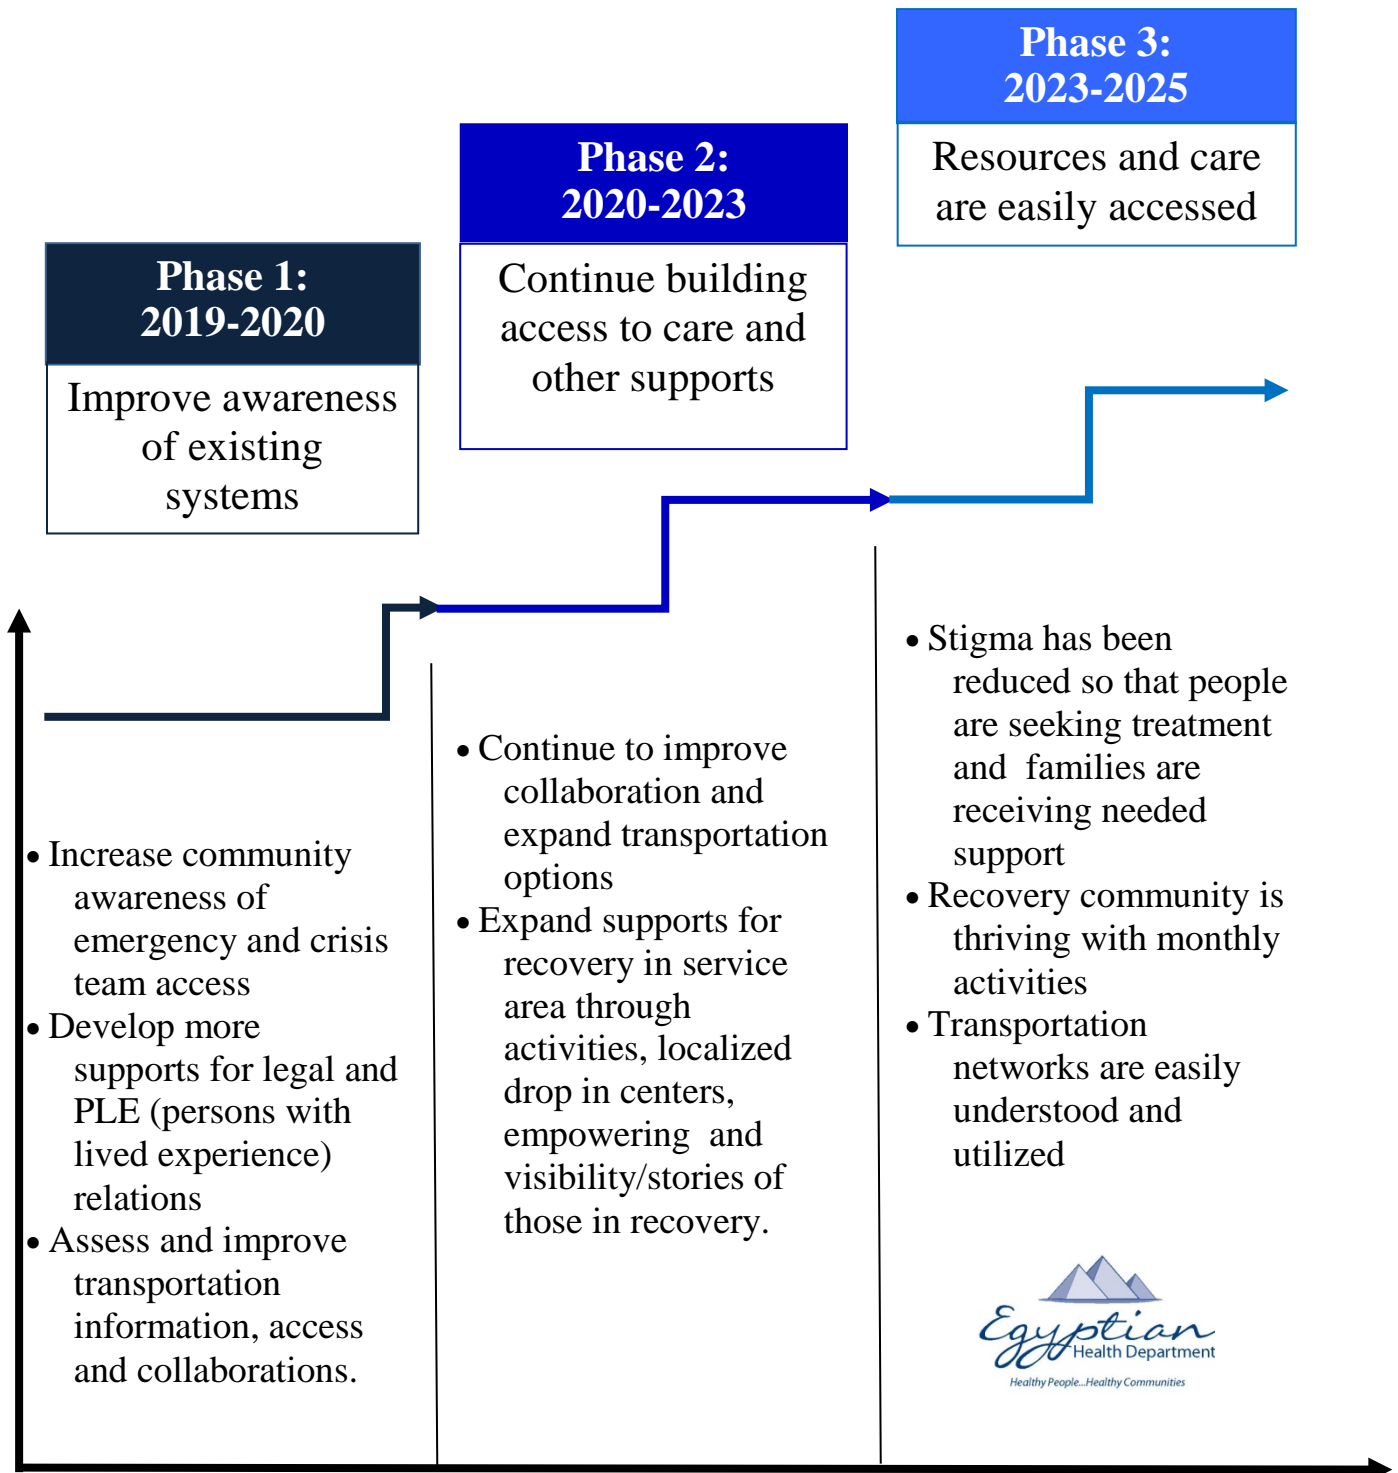 Phase 1:
2019-2020
Improve awareness
of existing
systems
• Increase community
awareness of
emergency and crisis
team access
• Develop more
supports for legal and
PLE (persons with
lived experience)
relations
• Assess and improve
transportation
information, access
and collaborations.
Phase 2:
2020-2023
Continue building
access to care and
other supports
• Continue to improve
collaboration and
expand transportation
options
• Expand supports for
recovery in service
area through
activities, localized
drop in centers,
empowering and
visibility/stories of
those in recovery.
Phase 3:
2023-2025
Resources and care
are easily accessed
• Stigma has been
reduced so that people
are seeking treatment
and families are
receiving needed
support
• Recovery community is
thriving with monthly
activities
• Transportation
networks are easily
understood and
utilized
Egyptian
Health Department
Healthy People...Healthy Communities